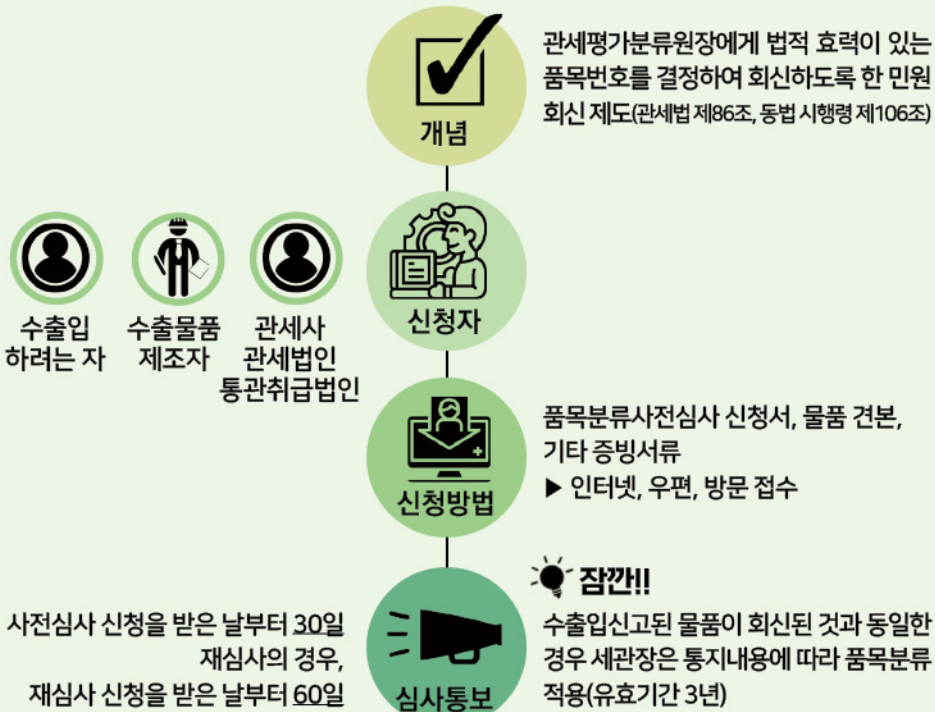 개념
관세평가분류원장에게 법적 효력이 있는
품목번호를 결정하여 회신하도록 한 민원
회신 제도(관세법 제86조, 동법 시행령 제106조)
신청자
수출입
하려는 자
수출물품
제조자
관세사
관세법인
통관취급법인
신청방법
품목분류사전심사 신청서, 물품 견본,
기타 증빙서류
▶ 인터넷, 우편, 방문 접수
심사통보
사전심사 신청을 받은 날부터 30일
재심사의 경우,
재심사 신청을 받은 날부터 60일
잠깐!!
수출입신고된 물품이 회신된 것과 동일한
경우 세관장은 통지내용에 따라 품목분류
적용(유효기간 3년)